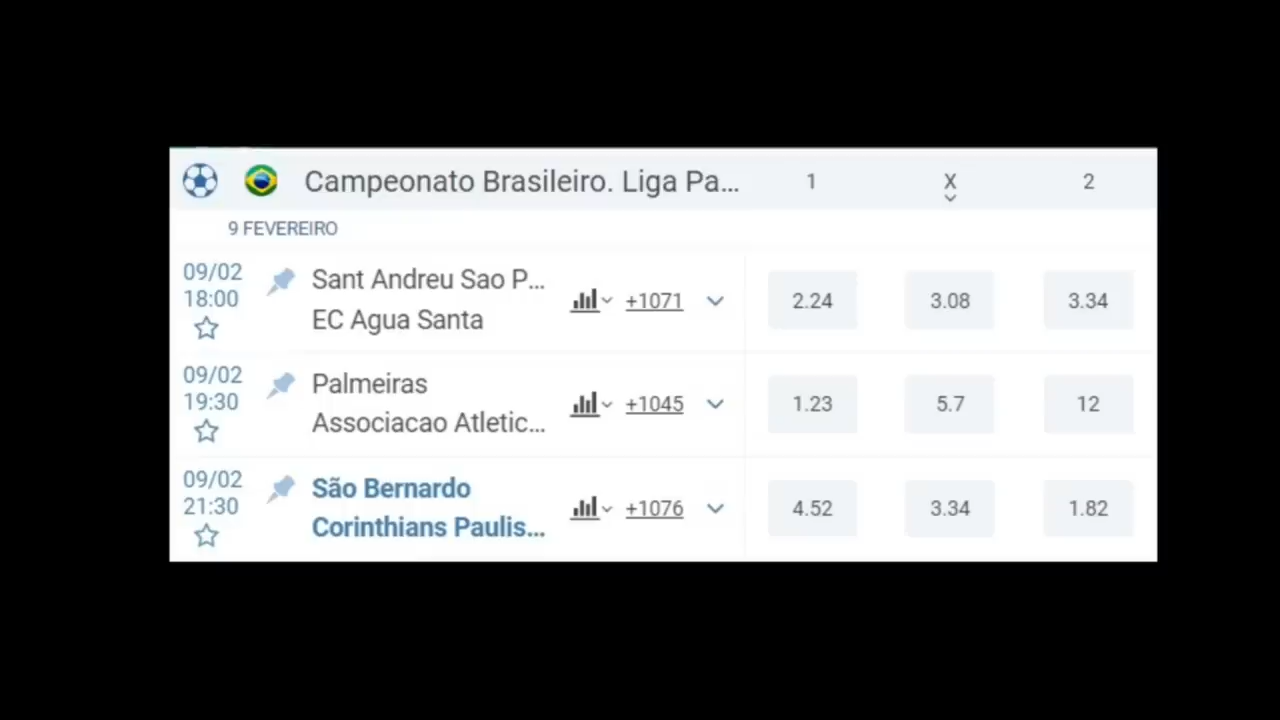 Campeonato Brasileiro. Liga Pa... 1 X 2
9 FEVEREIRO
09/02
18:00
Sant Andreu Sao P...
EC Agua Santa
+1071
2.24 3.08 3.34
09/02
19:30
Palmeiras
Associacao Atletic...
+1045
1.23 5.7 12
09/02
21:30
São Bernardo
Corinthians Paulis...
+1076
4.52 3.34 1.82